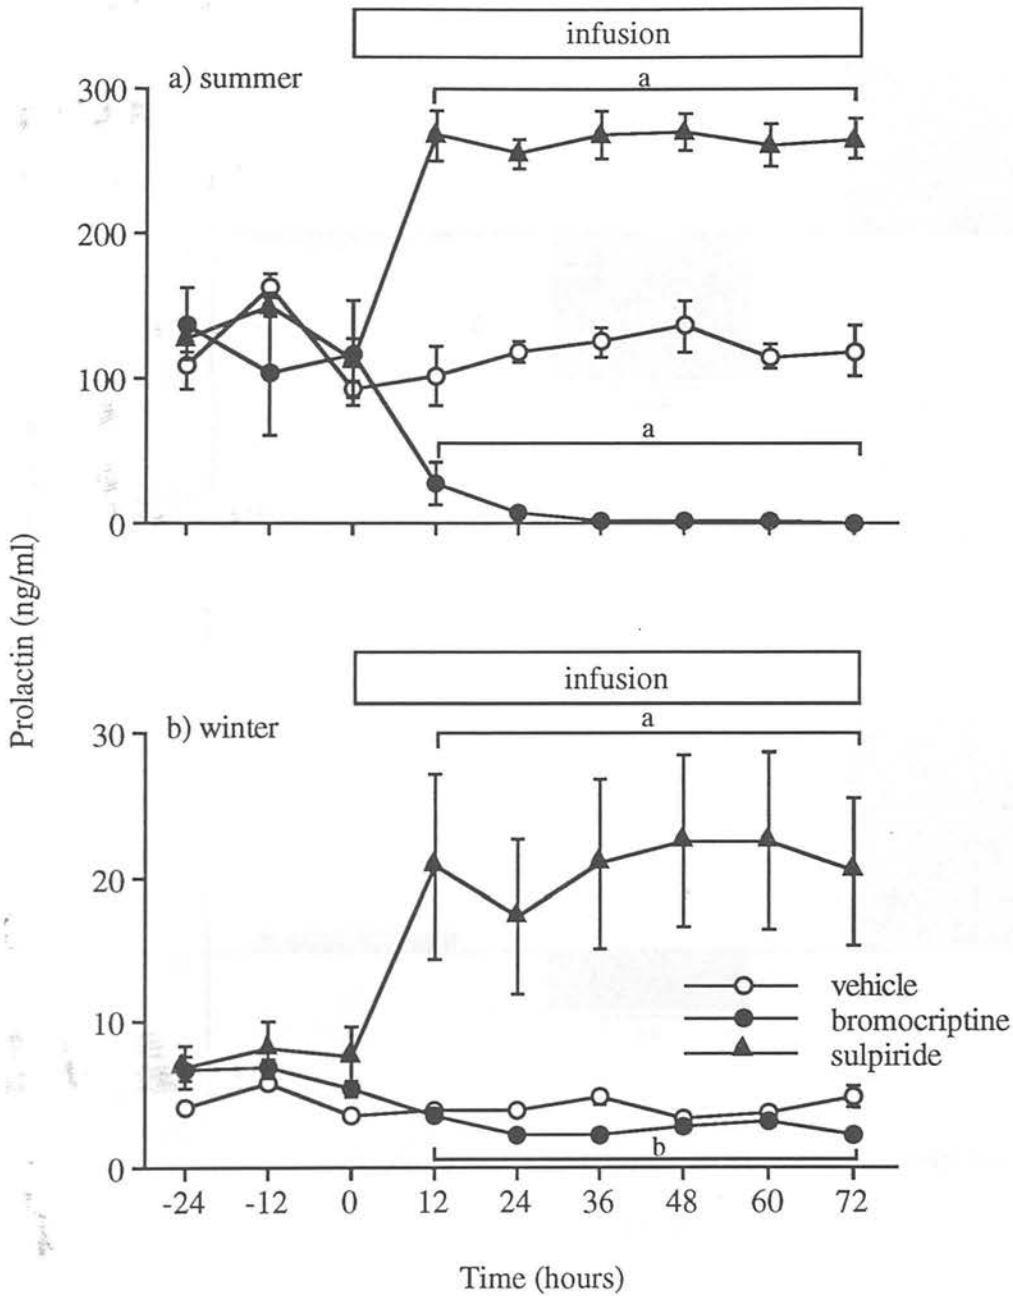 infusion
a) summer
a
300
200
100
0
a
Prolactin (ng/ml)
infusion
b) winter
a
30
20
10
0
vehicle
bromocriptine
sulpiride
b
-24 -12 0 12 24 36 48 60 72
Time (hours)